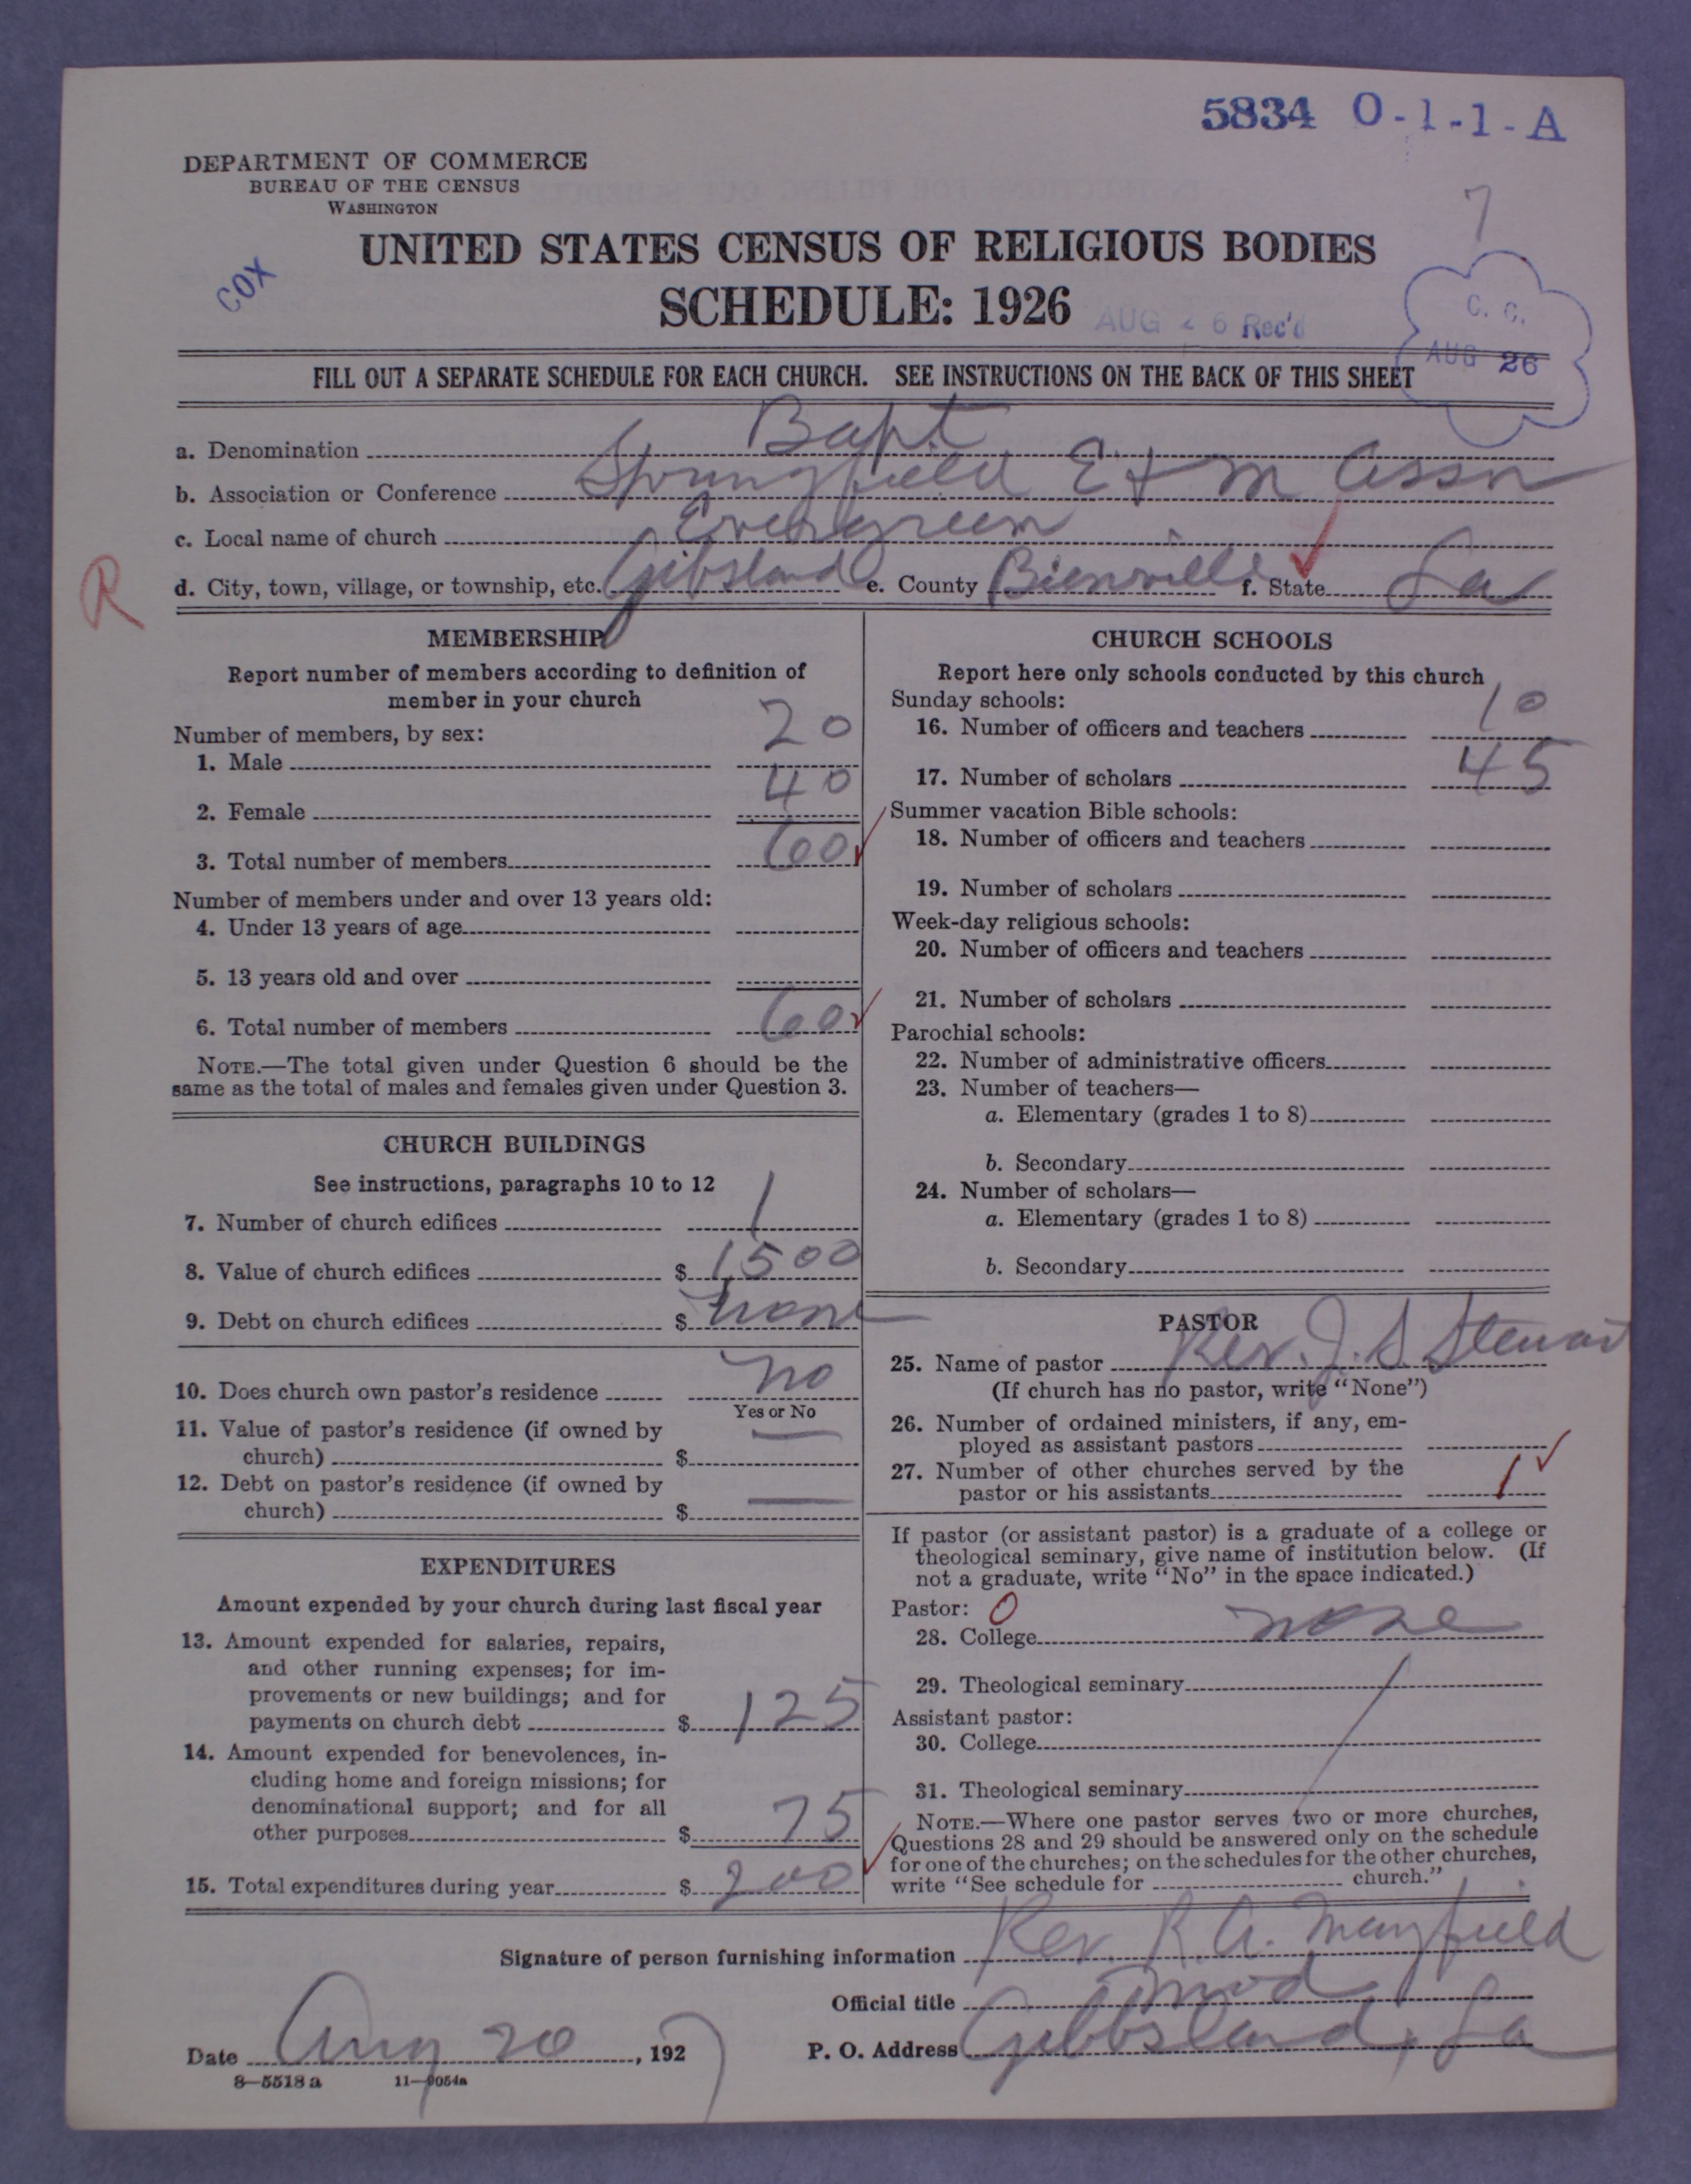 5834 O-1-1-A
DEPARTMENT OF COMMERCE
BUREAU OF THE CENSUS
WASHINGTON
7
COX
UNITED STATES CENSUS OF RELIGIOUS BODIES
SCHEDULE: 1926
AUG 26 Rec'd
C. C.
AUG 26
FILL OUT A SEPARATE SCHEDULE FOR EACH CHURCH. SEE INSTRUCTIONS ON THE BACK OF THIS SHEET
a. Denomination Bapt
b. Association or Conference Springfield E + M Assn
c. Local name of church Evergreen
R
d. City, town, village, or township, etc. Gibsland e. County Bienville f. State La
MEMBERSHIP
Report number of members according to definition of
member in your church
Number of members, by sex:
1. Male 20
2. Female 40
3. Total number of members 60
Number of members under and over 13 years old:
4. Under 13 years of age
5. 13 years old and over
6. Total number of members 60
NOTE.—The total given under Question 6 should be the
same as the total of males and females given under Question 3.
CHURCH BUILDINGS
See instructions, paragraphs 10 to 12
7. Number of church edifices 1
8. Value of church edifices $ 1500
9. Debt on church edifices $ none
10. Does church own pastor's residence no
Yes or No
11. Value of pastor's residence (if owned by
church) $ —
12. Debt on pastor's residence (if owned by
church) $ —
EXPENDITURES
Amount expended by your church during last fiscal year
13. Amount expended for salaries, repairs,
and other running expenses; for im-
provements or new buildings; and for
payments on church debt $ 125
14. Amount expended for benevolences, in-
cluding home and foreign missions; for
denominational support; and for all
other purposes $ 75
15. Total expenditures during year $ 200
CHURCH SCHOOLS
Report here only schools conducted by this church
Sunday schools:
16. Number of officers and teachers 10
17. Number of scholars 45
Summer vacation Bible schools:
18. Number of officers and teachers
19. Number of scholars
Week-day religious schools:
20. Number of officers and teachers
21. Number of scholars
Parochial schools:
22. Number of administrative officers
23. Number of teachers—
a. Elementary (grades 1 to 8)
b. Secondary
24. Number of scholars—
a. Elementary (grades 1 to 8)
b. Secondary
PASTOR
25. Name of pastor Rev. J. S. Stewart
(If church has no pastor, write "None")
26. Number of ordained ministers, if any, em-
ployed as assistant pastors
27. Number of other churches served by the
pastor or his assistants 1
If pastor (or assistant pastor) is a graduate of a college or
theological seminary, give name of institution below. (If
not a graduate, write "No" in the space indicated.)
Pastor: 0
28. College none
29. Theological seminary
Assistant pastor:
30. College
31. Theological seminary
NOTE.—Where one pastor serves two or more churches,
Questions 28 and 29 should be answered only on the schedule
for one of the churches; on the schedules for the other churches,
write "See schedule for church."
Signature of person furnishing information Rev. R. A. Mayfield
Official title Mod
Date Aug 20, 1927
P. O. Address Gibbsland, La
8—5518 a 11—9054a